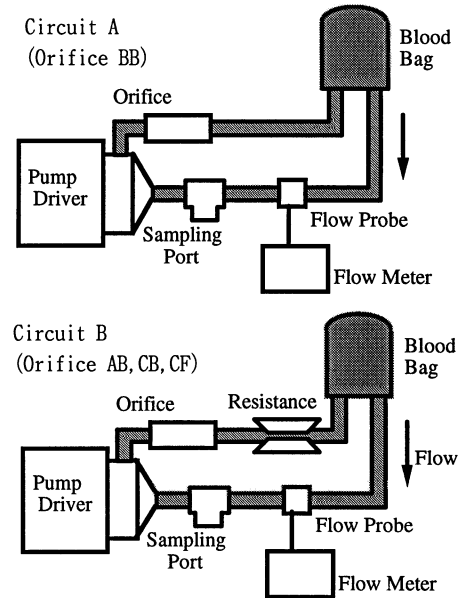 Circuit A
(Orifice BB)
Blood
Bag
Orifice
Pump
Driver
Sampling
Port
Flow Probe
Flow Meter
Circuit B
(Orifice AB,CB,CF)
Blood
Bag
Orifice
Resistance
Flow
Pump
Driver
Sampling
Port
Flow Probe
Flow Meter